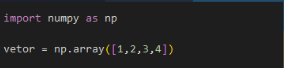 import numpy as np
vetor = np.array([1,2,3,4])